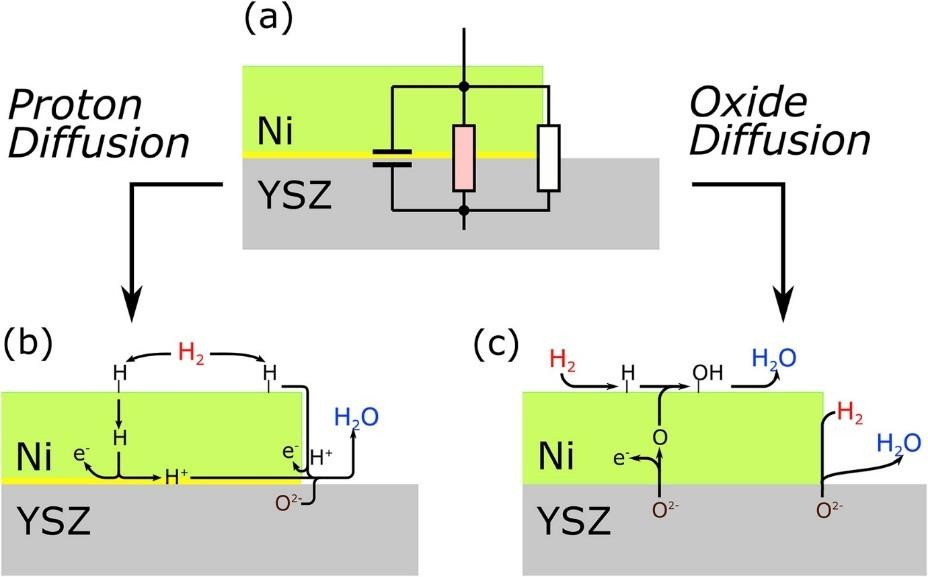 (a)
Proton
Diffusion
Oxide
Diffusion
Ni
YSZ
(b)
H₂
H
H
H
e⁻
H⁺
e⁻
H⁺
H₂O
O²⁻
Ni
YSZ
(c)
H₂
H
OH
H₂O
O
e⁻
H₂
H₂O
Ni
O²⁻
O²⁻
YSZ